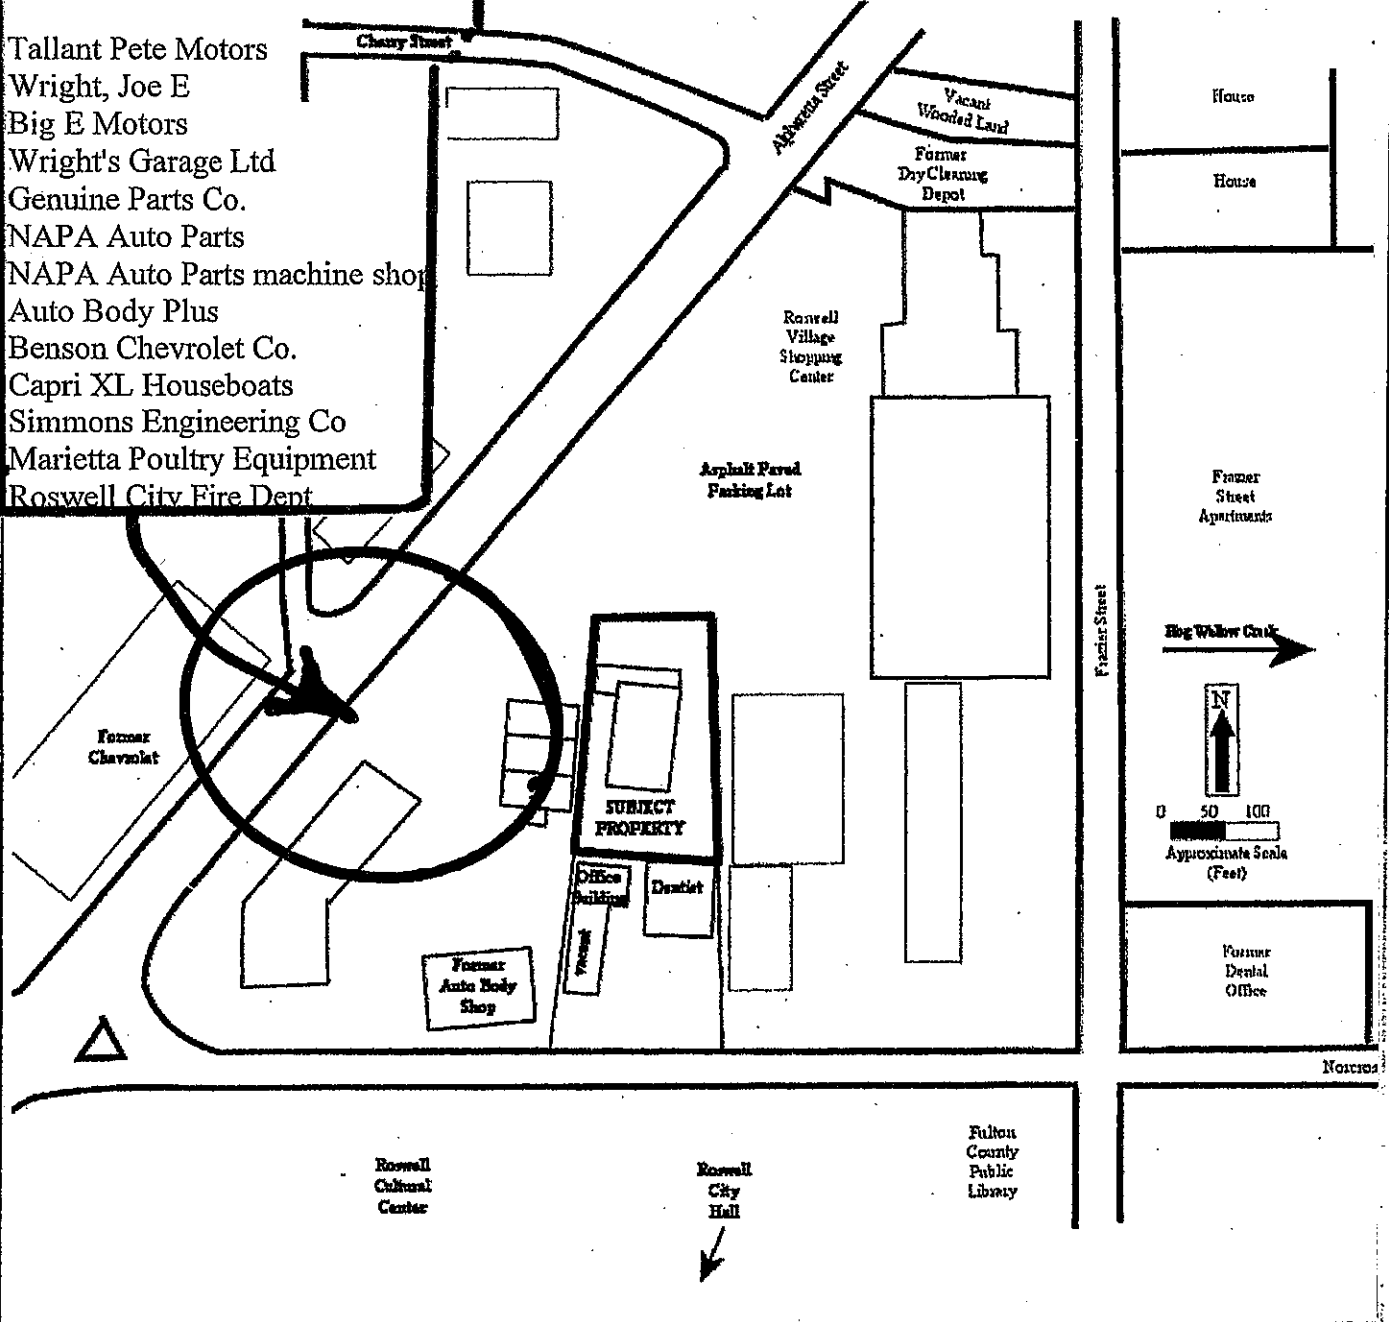 Tallant Pete Motors
Wright, Joe E
Big E Motors
Wright's Garage Ltd
Genuine Parts Co.
NAPA Auto Parts
NAPA Auto Parts machine shop
Auto Body Plus
Benson Chevrolet Co.
Capri XL Houseboats
Simmons Engineering Co
Marietta Poultry Equipment
Roswell City Fire Dept
Cherry Street
Alpharetta Street
Vacant
Wooded Land
Former
Dry Cleaning
Depot
House
House
Roswell
Village
Shopping
Center
Asphalt Paved
Parking Lot
Frazier
Street
Apartments
Frazier Street
Hog Wallow Creek
N
0 50 100
Approximate Scale
(Feet)
Former
Chevrolet
SUBJECT
PROPERTY
Office
Building
Dentist
Vacant
Former
Auto Body
Shop
Former
Dental
Office
Norcros
Roswell
Cultural
Center
Roswell
City
Hall
Fulton
County
Public
Library